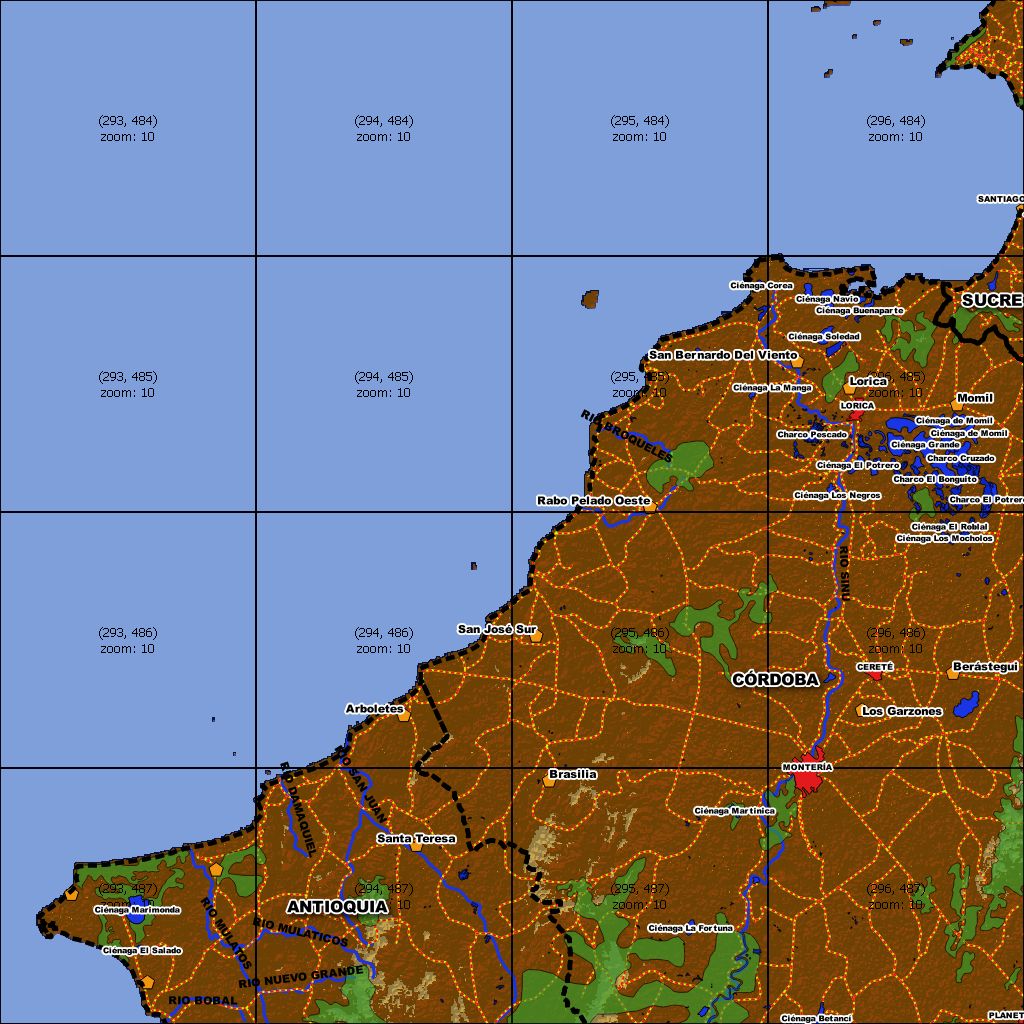 (293, 484)
zoom: 10
(294, 484)
zoom: 10
(295, 484)
zoom: 10
(296, 484)
zoom: 10
SANTIAGO
Ciénaga Corea
Ciénaga Navio
Ciénaga Buenaparte
SUCRE
Ciénaga Soledad
San Bernardo Del Viento
(293, 485)
zoom: 10
(294, 485)
zoom: 10
(295, 485)
zoom: 10
(296, 485)
zoom: 10
Ciénaga La Manga
Lorica
LORICA
Momil
RIO BROQUELES
Ciénaga de Momil
Charco Pescado
Ciénaga de Momil
Ciénaga Grande
Charco Cruzado
Ciénaga El Potrero
Charco El Bonguito
Ciénaga Los Negros
Charco El Potrero
Rabo Pelado Oeste
Ciénaga El Roblal
Ciénaga Los Mocholos
RIO SINU
San José Sur
(293, 486)
zoom: 10
(294, 486)
zoom: 10
(295, 486)
zoom: 10
(296, 486)
zoom: 10
CERETÉ
Berástegui
CÓRDOBA
Arboletes
Los Garzones
MONTERÍA
Brasilia
RIO DAMAQUIEL
RIO SAN JUAN
Ciénaga Martinica
Santa Teresa
(293, 487)
zoom: 10
(294, 487)
zoom: 10
(295, 487)
zoom: 10
(296, 487)
zoom: 10
Ciénaga Marimonda
ANTIOQUIA
RIO MULATOS
RIO MULATICOS
Ciénaga La Fortuna
Ciénaga El Salado
RIO NUEVO GRANDE
RIO BOBAL
Ciénaga Betancí
PLANET